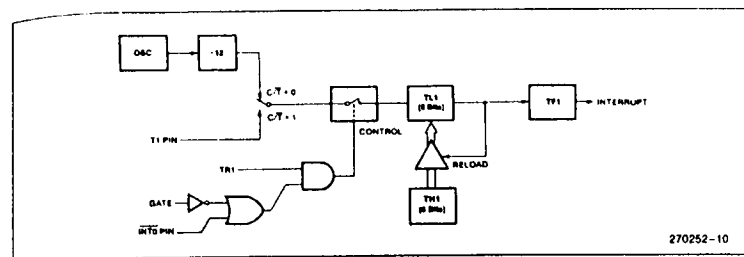 OSC
÷12
C/T̅ = 0
C/T̅ = 1
T1 PIN
TL1
(8 Bits)
TF1
INTERRUPT
CONTROL
TR1
RELOAD
GATE
TH1
(8 Bits)
I̅N̅T̅0̅ PIN
270252-10